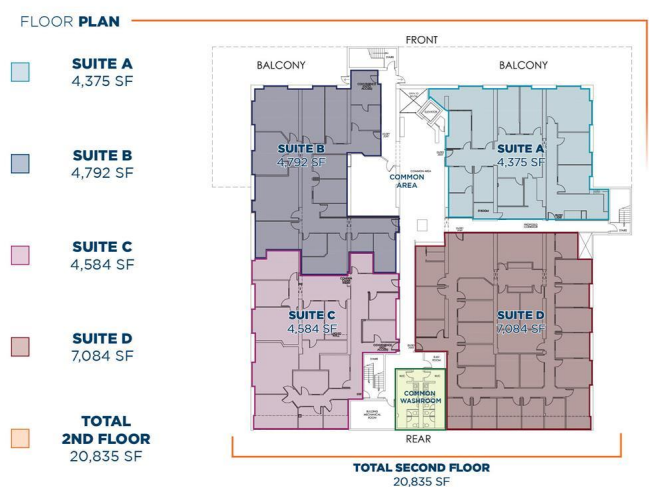 FLOOR PLAN
SUITE A
4,375 SF
SUITE B
4,792 SF
SUITE C
4,584 SF
SUITE D
7,084 SF
TOTAL
2ND FLOOR
20,835 SF
FRONT
BALCONY
BALCONY
SUITE B
4,792 SF
SUITE A
4,375 SF
COMMON
AREA
SUITE C
4,584 SF
SUITE D
7,084 SF
COMMON
WASHROOM
REAR
TOTAL SECOND FLOOR
20,835 SF